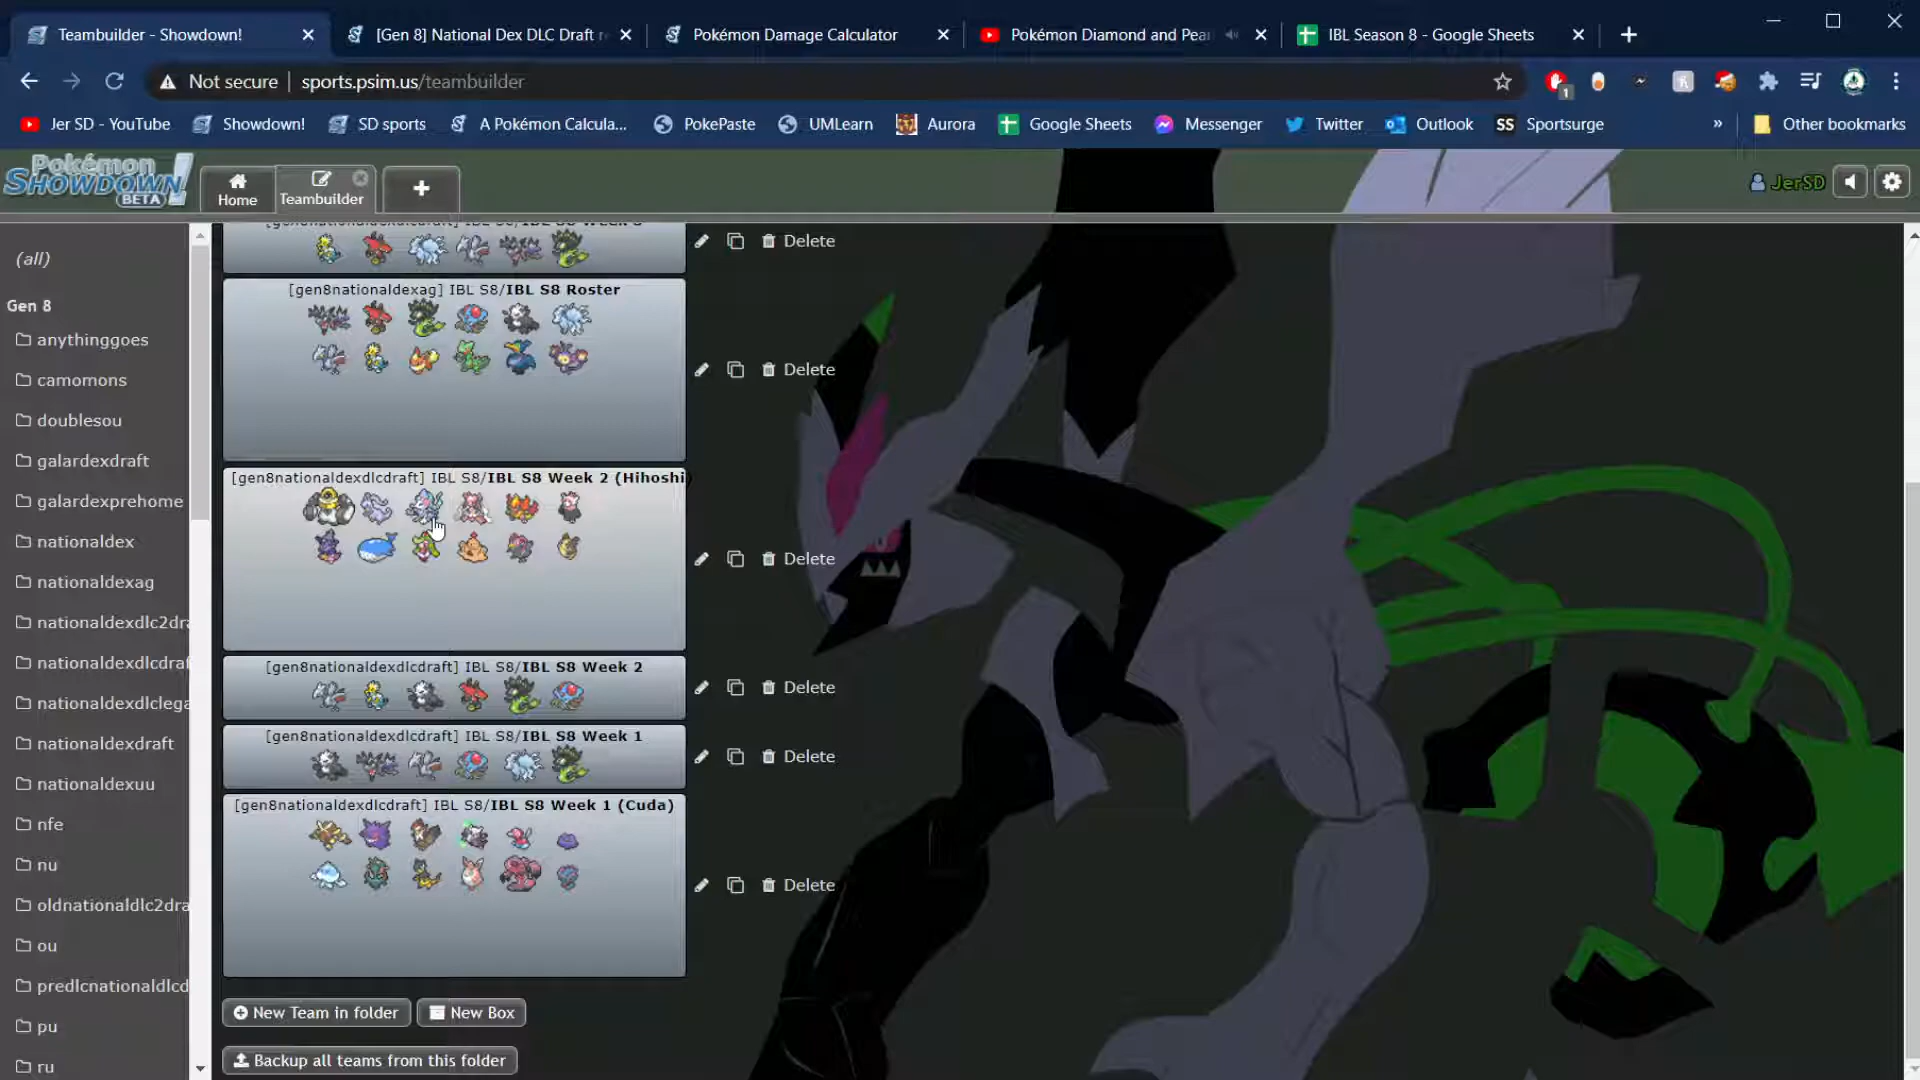 Teambuilder - Showdown!
[Gen 8] National Dex DLC Draft
Pokémon Damage Calculator
Pokémon Diamond and Pea
IBL Season 8 - Google Sheets
Not secure
sports.psim.us/teambuilder
1
Jer SD - YouTube
Showdown!
SD sports
A Pokémon Calcula...
PokePaste
UMLearn
Aurora
Google Sheets
Messenger
Twitter
Outlook
SS Sportsurge
»
Other bookmarks
Pokémon
SHOWDOWN!
BETA
Home
Teambuilder
JerSD
(all)
Gen 8
anythinggoes
camomons
doublesou
galardexdraft
galardexprehome
nationaldex
nationaldexag
nationaldexdlc2dra
nationaldexdlcdraf
nationaldexdlclega
nationaldexdraft
nationaldexuu
nfe
nu
oldnationaldlc2dra
ou
predlcnationaldlcd
pu
ru
Delete
[gen8nationaldexag] IBL S8/IBL S8 Roster
Delete
[gen8nationaldexdlcdraft] IBL S8/IBL S8 Week 2 (Hihoshi
Delete
[gen8nationaldexdlcdraft] IBL S8/IBL S8 Week 2
Delete
[gen8nationaldexdlcdraft] IBL S8/IBL S8 Week 1
Delete
[gen8nationaldexdlcdraft] IBL S8/IBL S8 Week 1 (Cuda)
Delete
New Team in folder
New Box
Backup all teams from this folder